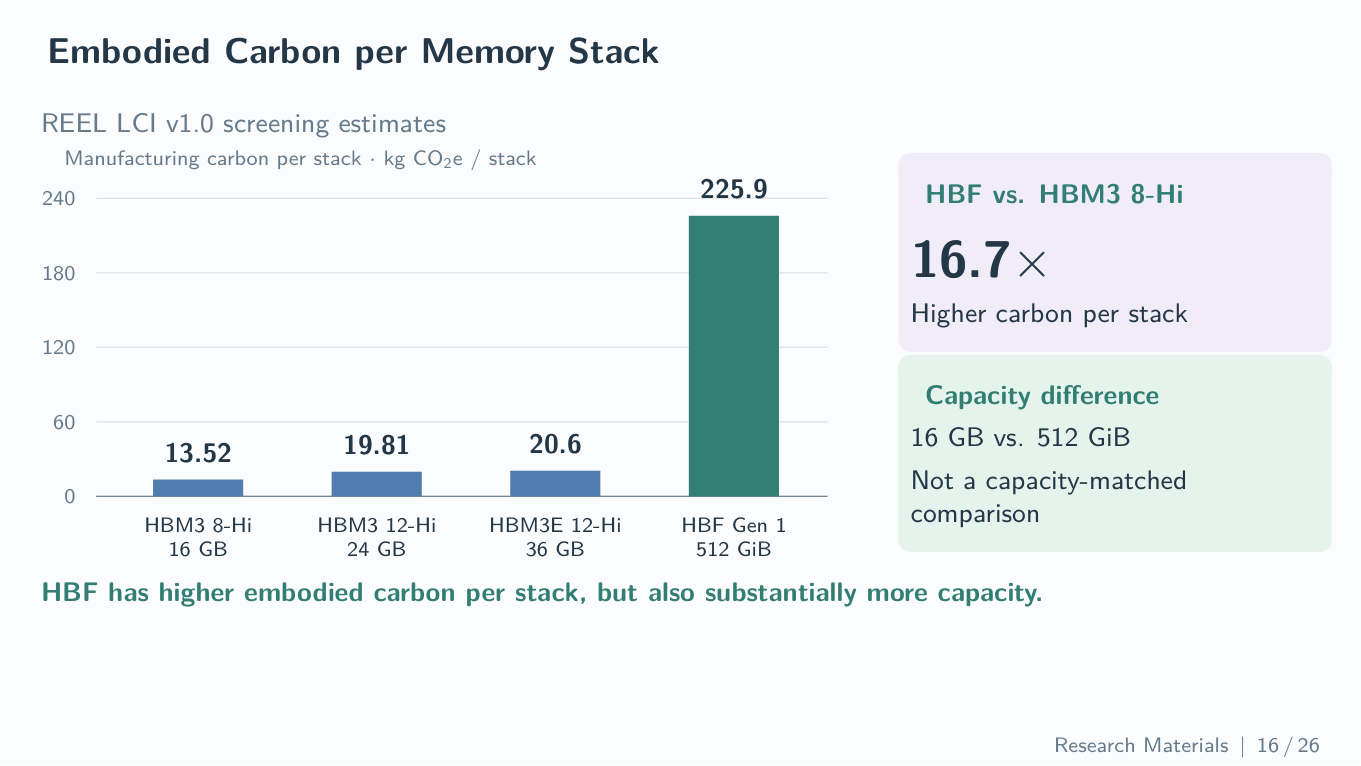 Embodied Carbon per Memory Stack
REEL LCI v1.0 screening estimates
Manufacturing carbon per stack · kg CO₂e / stack
240
180
120
60
0
13.52
19.81
20.6
225.9
HBM3 8-Hi
16 GB
HBM3 12-Hi
24 GB
HBM3E 12-Hi
36 GB
HBF Gen 1
512 GiB
HBF vs. HBM3 8-Hi
16.7×
Higher carbon per stack
Capacity difference
16 GB vs. 512 GiB
Not a capacity-matched
comparison
HBF has higher embodied carbon per stack, but also substantially more capacity.
Research Materials | 16 / 26